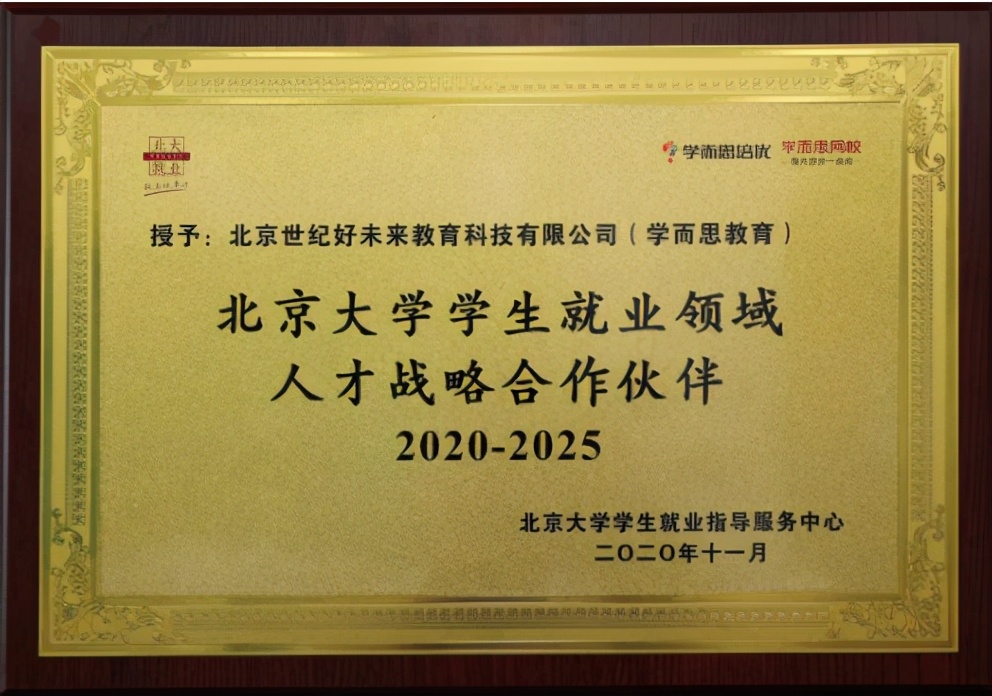 北大
就业
学而思培优 学而思网校
授予：北京世纪好未来教育科技有限公司（学而思教育）
北京大学学生就业领域
人才战略合作伙伴
2020-2025
北京大学学生就业指导服务中心
二〇二〇年十一月